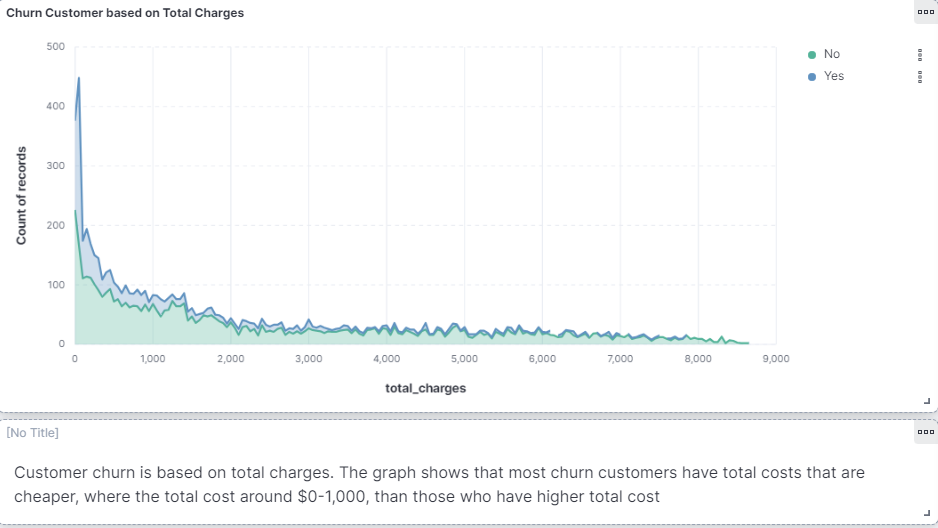 Churn Customer based on Total Charges
500
400
300
200
100
0
Count of records
0 1,000 2,000 3,000 4,000 5,000 6,000 7,000 8,000 9,000
total_charges
No
Yes
[No Title]
Customer churn is based on total charges. The graph shows that most churn customers have total costs that are
cheaper, where the total cost around $0-1,000, than those who have higher total cost